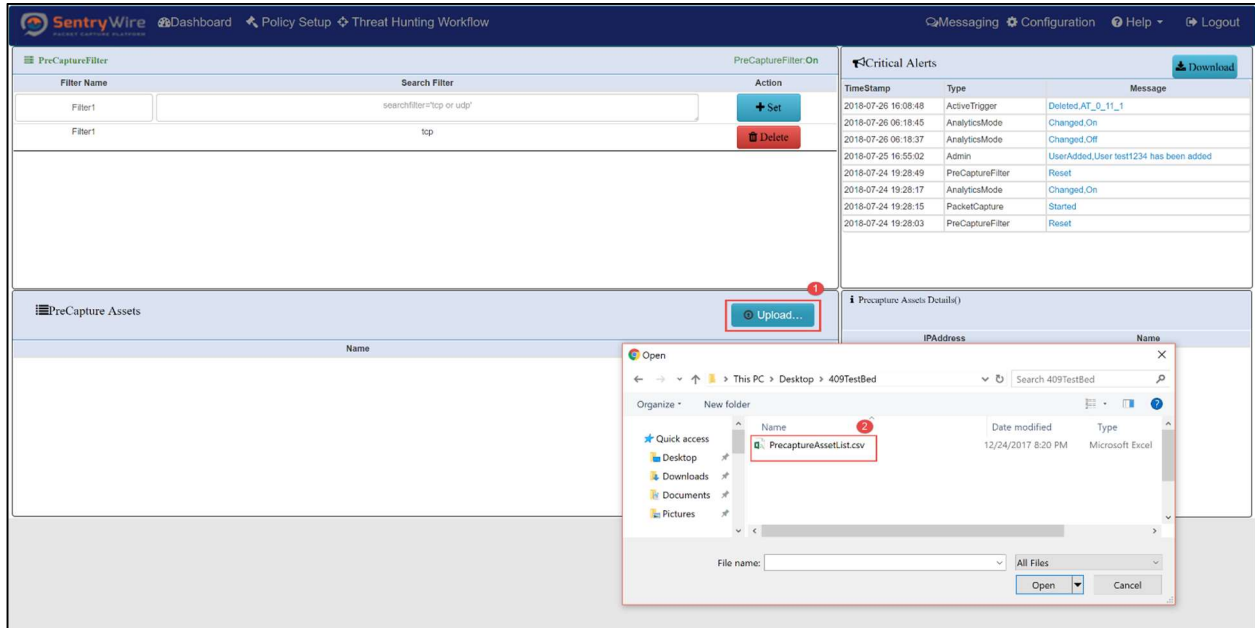 SentryWire Dashboard Policy Setup Threat Hunting Workflow Messaging Configuration Help Logout
PACKET CAPTURE PLATFORM
PreCaptureFilter PreCaptureFilter:On
Filter Name Search Filter Action
Filter1 searchfilter='tcp or udp' Set
Filter1 tcp Delete
Critical Alerts Download
TimeStamp Type Message
2018-07-26 16:08:48 ActiveTrigger Deleted,AT_0_11_1
2018-07-26 06:18:45 AnalyticsMode Changed,On
2018-07-26 06:18:37 AnalyticsMode Changed,Off
2018-07-25 16:55:02 Admin UserAdded,User test1234 has been added
2018-07-24 19:28:49 PreCaptureFilter Reset
2018-07-24 19:28:17 AnalyticsMode Changed,On
2018-07-24 19:28:15 PacketCapture Started
2018-07-24 19:28:03 PreCaptureFilter Reset
1
PreCapture Assets Upload...
Name
Precapture Assets Details()
IPAddress Name
Open
This PC > Desktop > 409TestBed Search 409TestBed
Organize New folder
Name 2 Date modified Type
PrecaptureAssetList.csv 12/24/2017 8:20 PM Microsoft Excel
Quick access
Desktop
Downloads
Documents
Pictures
File name: All Files
Open Cancel